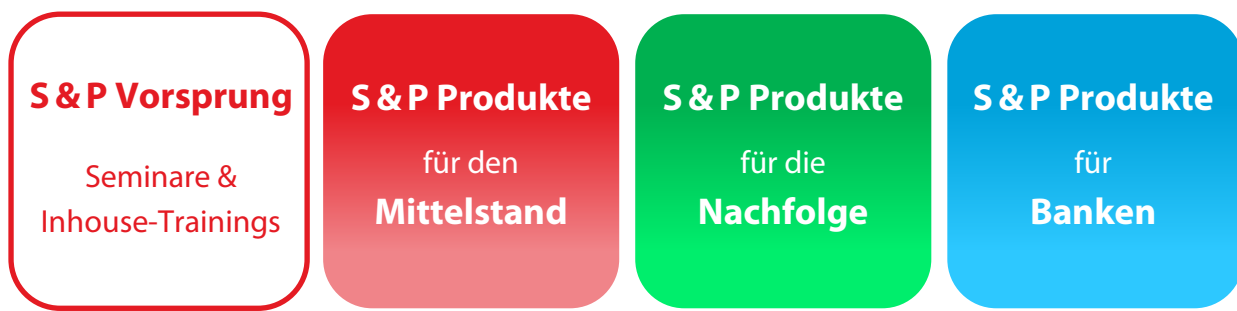 S & P Vorsprung
Seminare &
Inhouse-Trainings
S & P Produkte
für den
Mittelstand
S & P Produkte
für die
Nachfolge
S & P Produkte
für
Banken